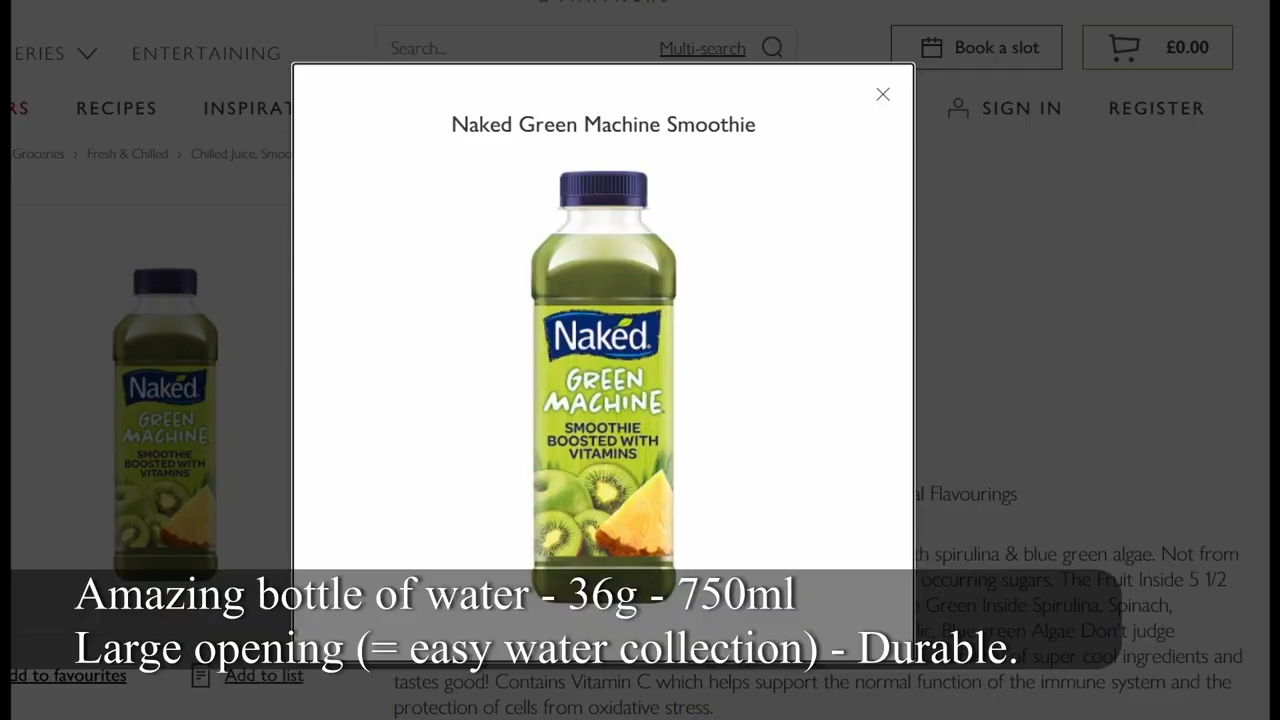 ERIES
ENTERTAINING
Search...
Multi-search
Book a slot
£0.00
RS
RECIPES
INSPIRAT
SIGN IN
REGISTER
Groceries › Fresh & Chilled › Chilled Juice, Smoo
Naked Green Machine Smoothie
Naked
GREEN
MACHINE
SMOOTHIE
BOOSTED WITH
VITAMINS
Naked
GREEN
MACHINE
SMOOTHIE
BOOSTED WITH
VITAMINS
al Flavourings
h spirulina & blue green algae. Not from
occurring sugars. The Fruit Inside 5 1/2
Green Inside Spirulina, Spinach,
lic, Blue green Algae Don't judge
of super cool ingredients and
tastes good! Contains Vitamin C which helps support the normal function of the immune system and the
protection of cells from oxidative stress.
dd to favourites
Add to list
Amazing bottle of water - 36g - 750ml
Large opening (= easy water collection) - Durable.